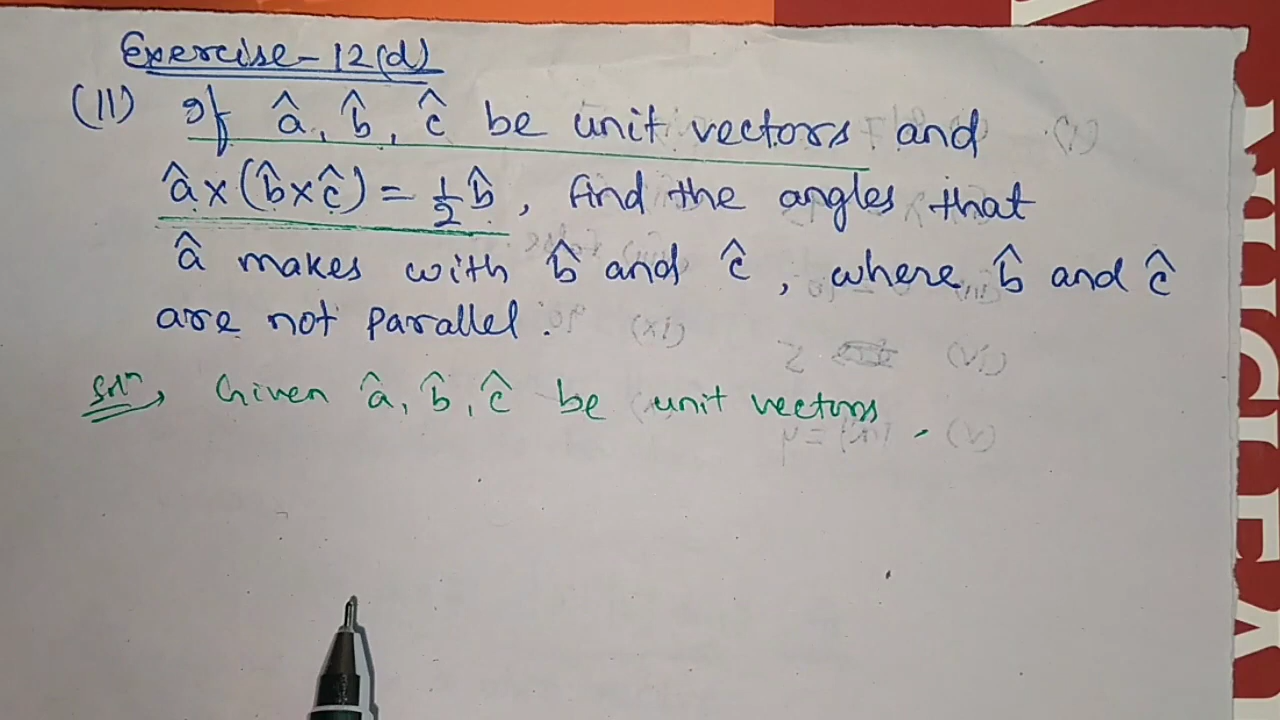 Exercise-12(d)
(11) If â, b̂, ĉ be unit vectors and
â×(b̂×ĉ) = 1/2 b̂, find the angles that
â makes with b̂ and ĉ, where b̂ and ĉ
are not parallel.
Solⁿ, Given â, b̂, ĉ be unit vectors.